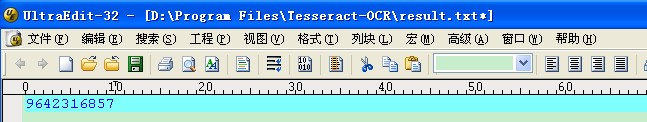 UltraEdit-32 - [D:\Program Files\Tesseract-OCR\result.txt*]
文件(F) 编辑(E) 搜索(S) 工程(P) 视图(V) 格式(T) 列块(L) 宏(M) 高级(A) 窗口(W) 帮助(H)
0 10 20 30 40 50 60
9642316857